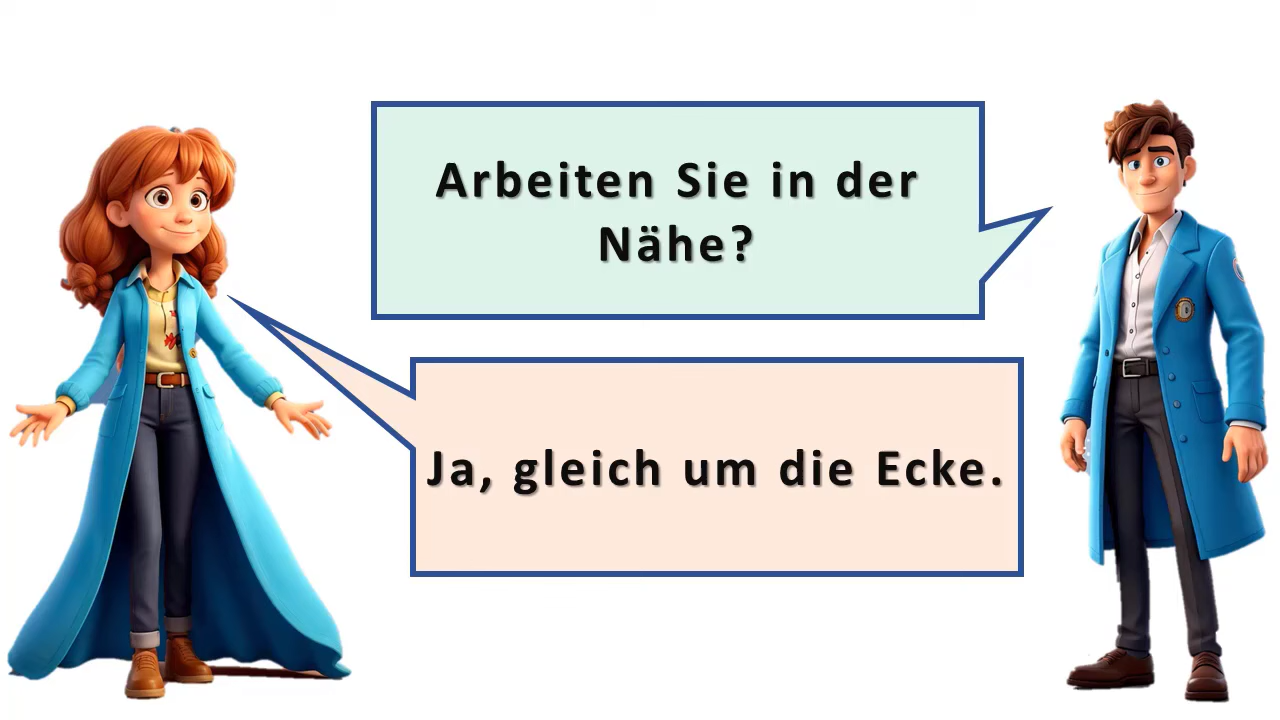 Arbeiten Sie in der
Nähe?
Ja, gleich um die Ecke.